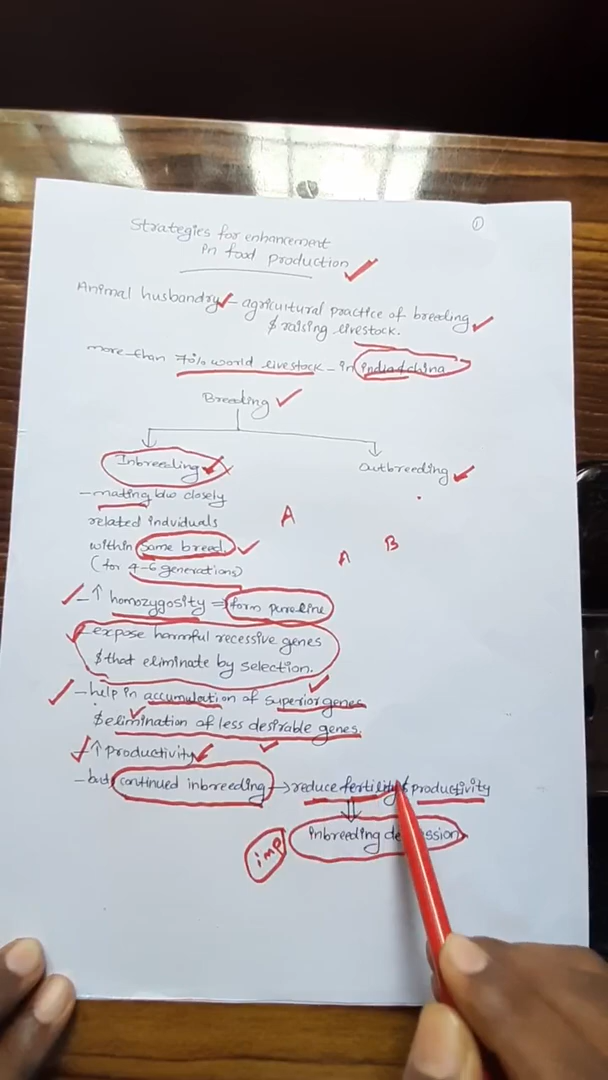 ①
Strategies for enhancement
in food production
Animal husbandry - agricultural practice of breeding
& raising livestock.
more than 70% world livestock - in india & china
Breeding
Inbreeding
Outbreeding
- mating b/w closely
related individuals
within same breed
(for 4-6 generations)
A
A
B
- ↑ homozygosity ⇒ form pureline
- expose harmful recessive genes
& that eliminate by selection.
- help in accumulation of superior genes
& elimination of less desirable genes.
- ↑ productivity
- but continued inbreeding → reduce fertility & productivity
⇓
imp
inbreeding depression